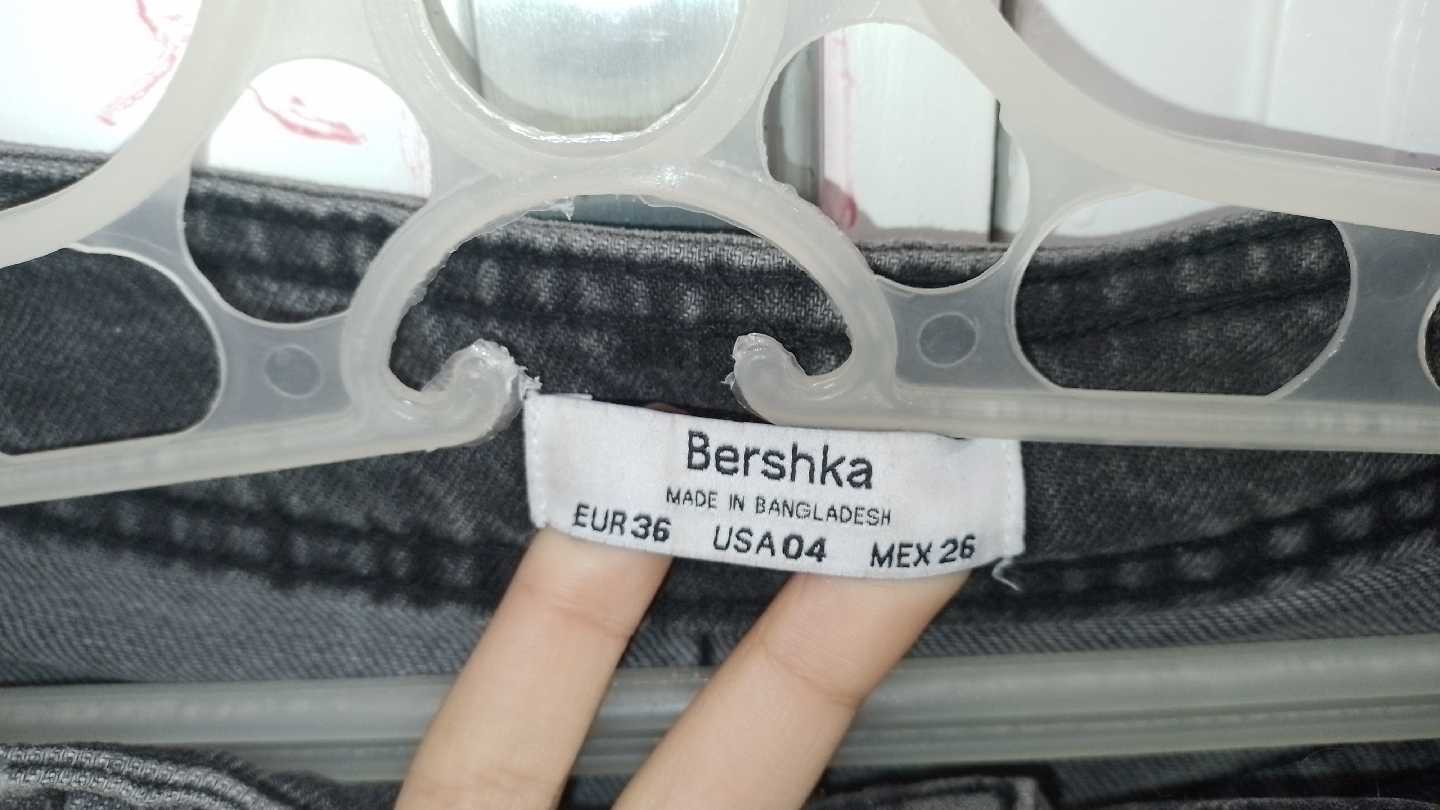 Bershka
MADE IN BANGLADESH
EUR 36 USA 04 MEX 26